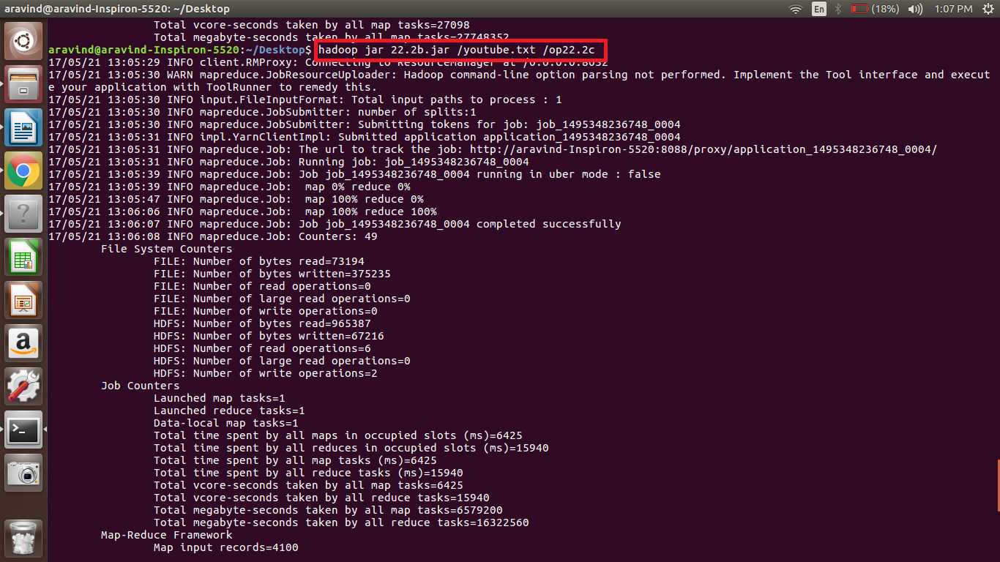 aravind@aravind-Inspiron-5520: ~/Desktop
En
(18%)
1:07 PM
Total vcore-seconds taken by all map tasks=27098
Total megabyte-seconds taken by all map tasks=27748352
aravind@aravind-Inspiron-5520:~/Desktop$ hadoop jar 22.2b.jar /youtube.txt /op22.2c
17/05/21 13:05:29 INFO client.RMProxy: Connecting to ResourceManager at /0.0.0.0:8032
17/05/21 13:05:30 WARN mapreduce.JobResourceUploader: Hadoop command-line option parsing not performed. Implement the Tool interface and execut
e your application with ToolRunner to remedy this.
17/05/21 13:05:30 INFO input.FileInputFormat: Total input paths to process : 1
17/05/21 13:05:30 INFO mapreduce.JobSubmitter: number of splits:1
17/05/21 13:05:30 INFO mapreduce.JobSubmitter: Submitting tokens for job: job_1495348236748_0004
17/05/21 13:05:31 INFO impl.YarnClientImpl: Submitted application application_1495348236748_0004
17/05/21 13:05:31 INFO mapreduce.Job: The url to track the job: http://aravind-Inspiron-5520:8088/proxy/application_1495348236748_0004/
17/05/21 13:05:31 INFO mapreduce.Job: Running job: job_1495348236748_0004
17/05/21 13:05:39 INFO mapreduce.Job: Job job_1495348236748_0004 running in uber mode : false
17/05/21 13:05:39 INFO mapreduce.Job:  map 0% reduce 0%
17/05/21 13:05:47 INFO mapreduce.Job:  map 100% reduce 0%
17/05/21 13:06:06 INFO mapreduce.Job:  map 100% reduce 100%
17/05/21 13:06:07 INFO mapreduce.Job: Job job_1495348236748_0004 completed successfully
17/05/21 13:06:08 INFO mapreduce.Job: Counters: 49
File System Counters
FILE: Number of bytes read=73194
FILE: Number of bytes written=375235
FILE: Number of read operations=0
FILE: Number of large read operations=0
FILE: Number of write operations=0
HDFS: Number of bytes read=965387
HDFS: Number of bytes written=67216
HDFS: Number of read operations=6
HDFS: Number of large read operations=0
HDFS: Number of write operations=2
Job Counters
Launched map tasks=1
Launched reduce tasks=1
Data-local map tasks=1
Total time spent by all maps in occupied slots (ms)=6425
Total time spent by all reduces in occupied slots (ms)=15940
Total time spent by all map tasks (ms)=6425
Total time spent by all reduce tasks (ms)=15940
Total vcore-seconds taken by all map tasks=6425
Total vcore-seconds taken by all reduce tasks=15940
Total megabyte-seconds taken by all map tasks=6579200
Total megabyte-seconds taken by all reduce tasks=16322560
Map-Reduce Framework
Map input records=4100